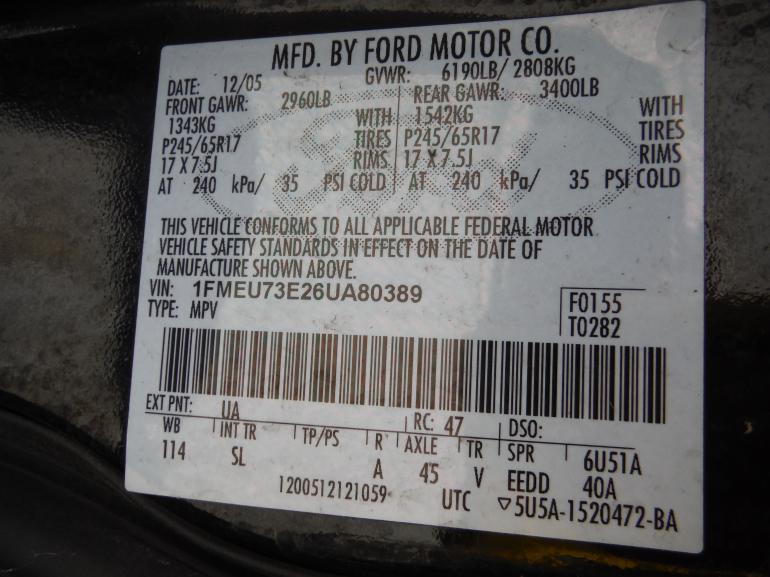 MFD. BY FORD MOTOR CO.
DATE: 12/05 GVWR: 6190LB/ 2808KG
FRONT GAWR: 2960LB REAR GAWR: 3400LB
1343KG WITH 1542KG WITH
P245/65R17 TIRES P245/65R17 TIRES
17 X 7.5J RIMS 17 X 7.5J RIMS
AT 240 kPa/ 35 PSI COLD AT 240 kPa/ 35 PSI COLD
THIS VEHICLE CONFORMS TO ALL APPLICABLE FEDERAL MOTOR
VEHICLE SAFETY STANDARDS IN EFFECT ON THE DATE OF
MANUFACTURE SHOWN ABOVE.
VIN: 1FMEU73E26UA80389 F0155
TYPE: MPV T0282
EXT PNT: UA RC: 47 DSO:
WB INT TR TP/PS R AXLE TR SPR 6U51A
114 SL A 45 V EEDD 40A
1200512121059 UTC ▽5U5A-1520472-BA
Ford